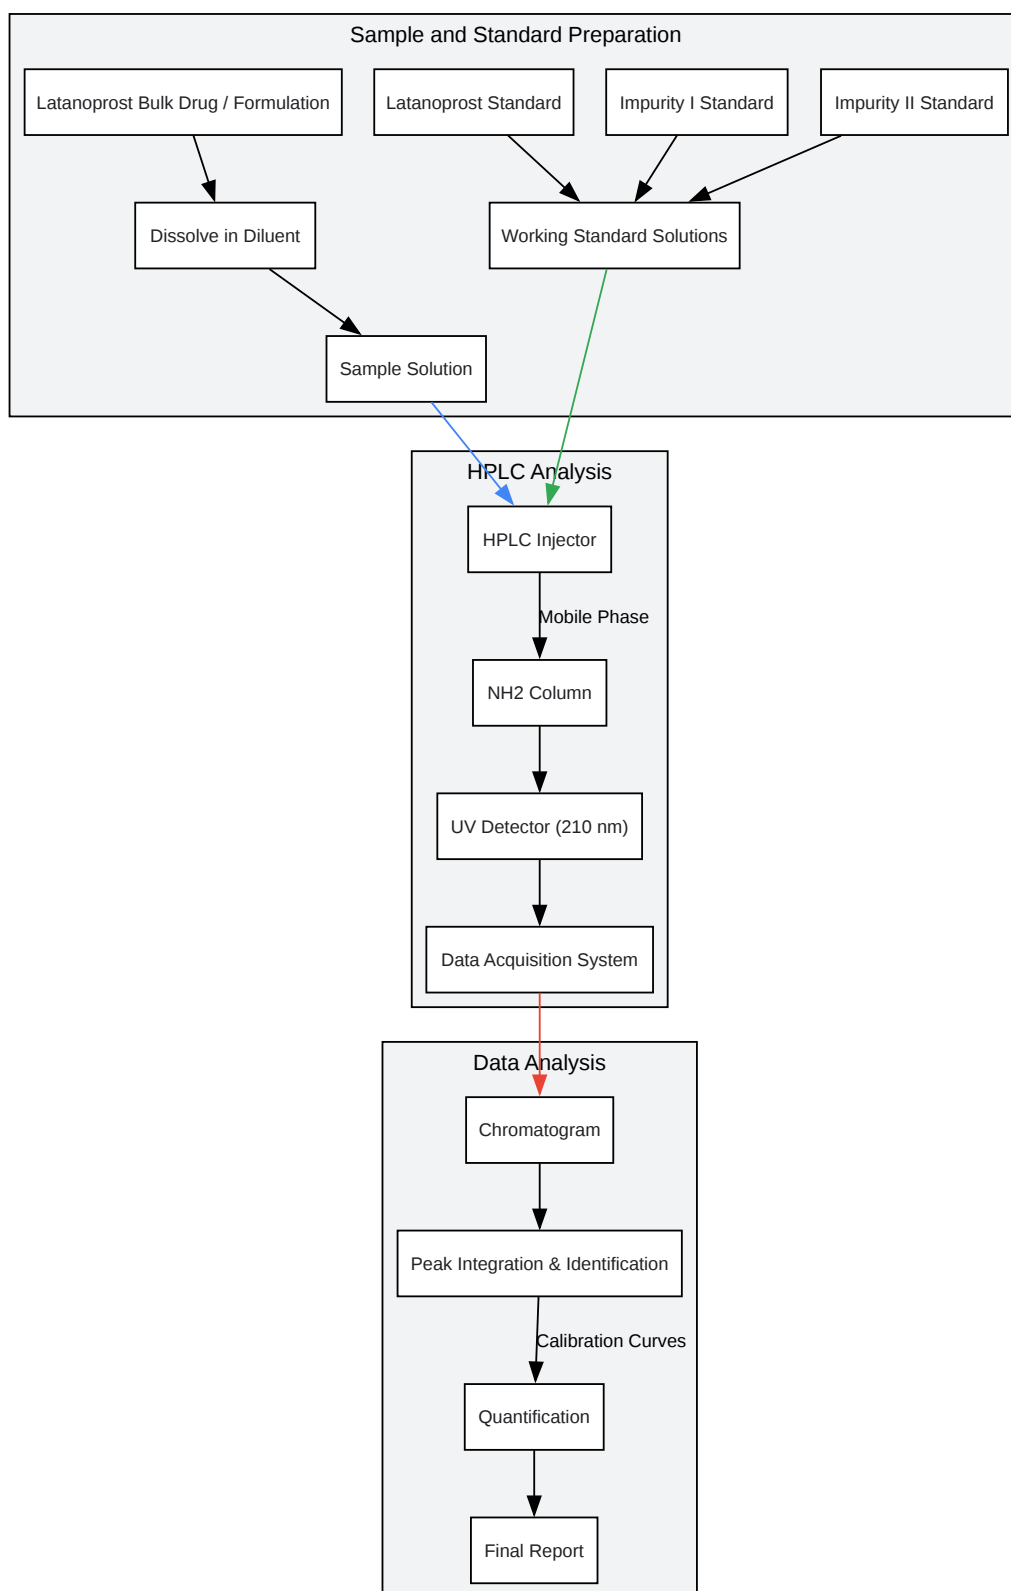 Sample and Standard Preparation
Latanoprost Bulk Drug / Formulation
Latanoprost Standard
Impurity I Standard
Impurity II Standard
Dissolve in Diluent
Working Standard Solutions
Sample Solution
HPLC Analysis
HPLC Injector
Mobile Phase
NH2 Column
UV Detector (210 nm)
Data Acquisition System
Data Analysis
Chromatogram
Peak Integration & Identification
Calibration Curves
Quantification
Final Report